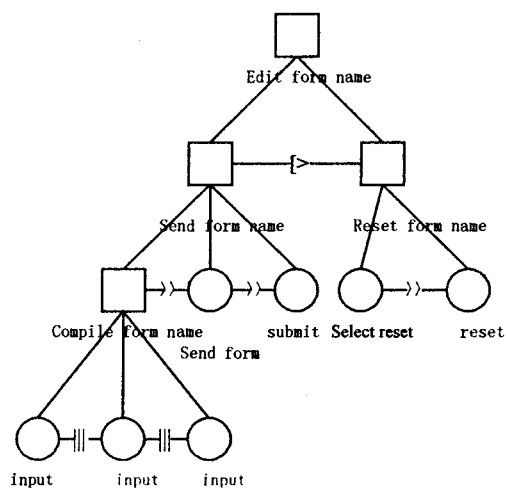 Edit form name
[>
Send form name
Reset form name
>> >> >>
Compile form name
submit
Select reset
reset
Send form
||| |||
input
input
input